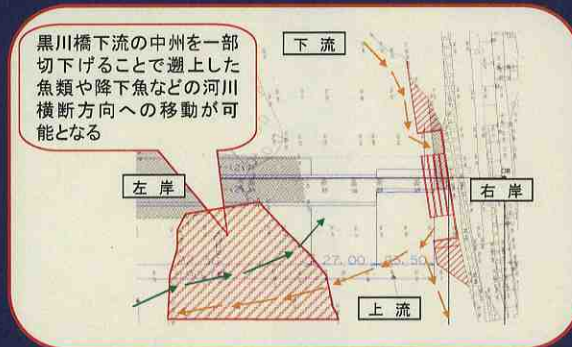 黒川橋下流の中州を一部
切下げることで遡上した
魚類や降下魚などの河川
横断方向への移動が可
能となる
下 流
左 岸
右 岸
27.00
上 流